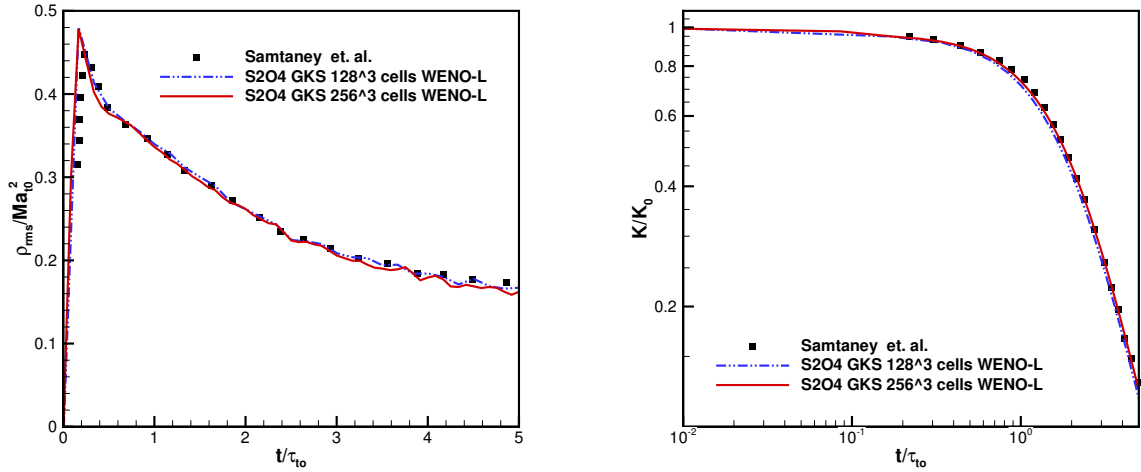 0.5
0.4
0.3
0.2
0.1
0
ρrms/Ma²to
0 1 2 3 4 5
t/τto
Samtaney et. al.
S2O4 GKS 128^3 cells WENO-L
S2O4 GKS 256^3 cells WENO-L
1
0.8
0.6
0.4
0.2
K/K0
10⁻² 10⁻¹ 10⁰
t/τto
Samtaney et. al.
S2O4 GKS 128^3 cells WENO-L
S2O4 GKS 256^3 cells WENO-L